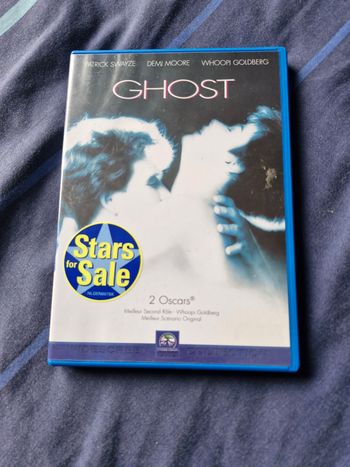 PATRICK SWAYZE DEMI MOORE WHOOPI GOLDBERG
GHOST
Stars
for
Sale
2 Oscars®
Meilleur Second Rôle - Whoopi Goldberg
Meilleur Scénario Original
WIDESCREEN